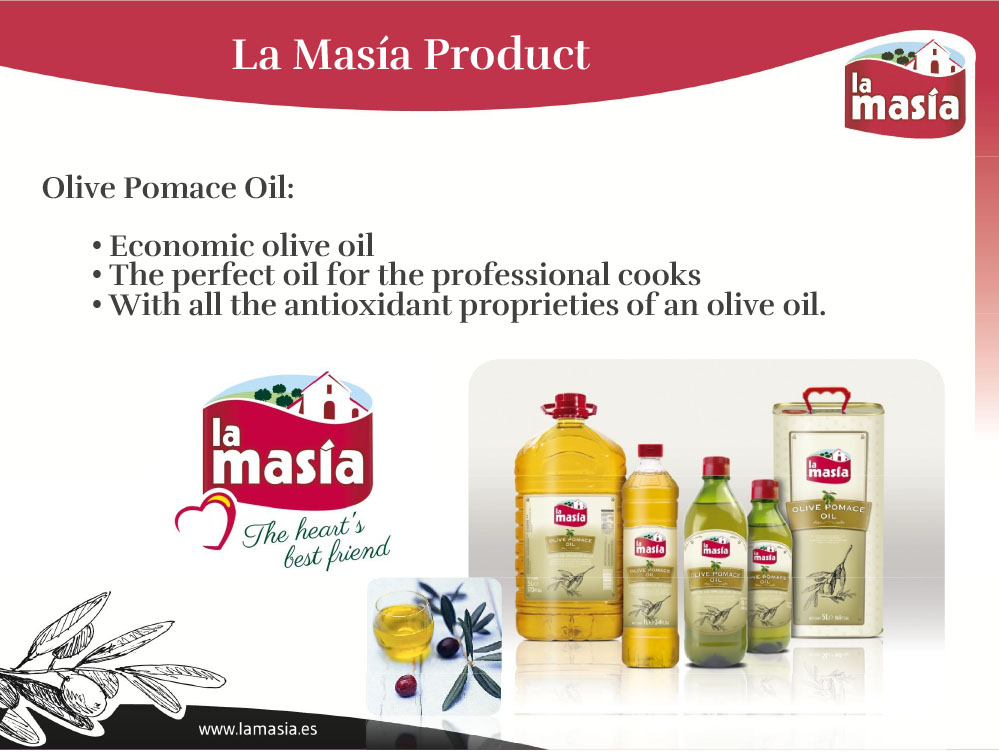 La Masía Product
la
masía
Olive Pomace Oil:
• Economic olive oil
• The perfect oil for the professional cooks
• With all the antioxidant proprieties of an olive oil.
la
masía
The heart's
best friend
la
masía
OLIVE POMACE
OIL
la
masía
OLIVE POMACE
OIL
la
masía
OLIVE POMACE
OIL
la
masía
OLIVE POMACE
OIL
la
masía
OLIVE POMACE
OIL
5L
www.lamasia.es